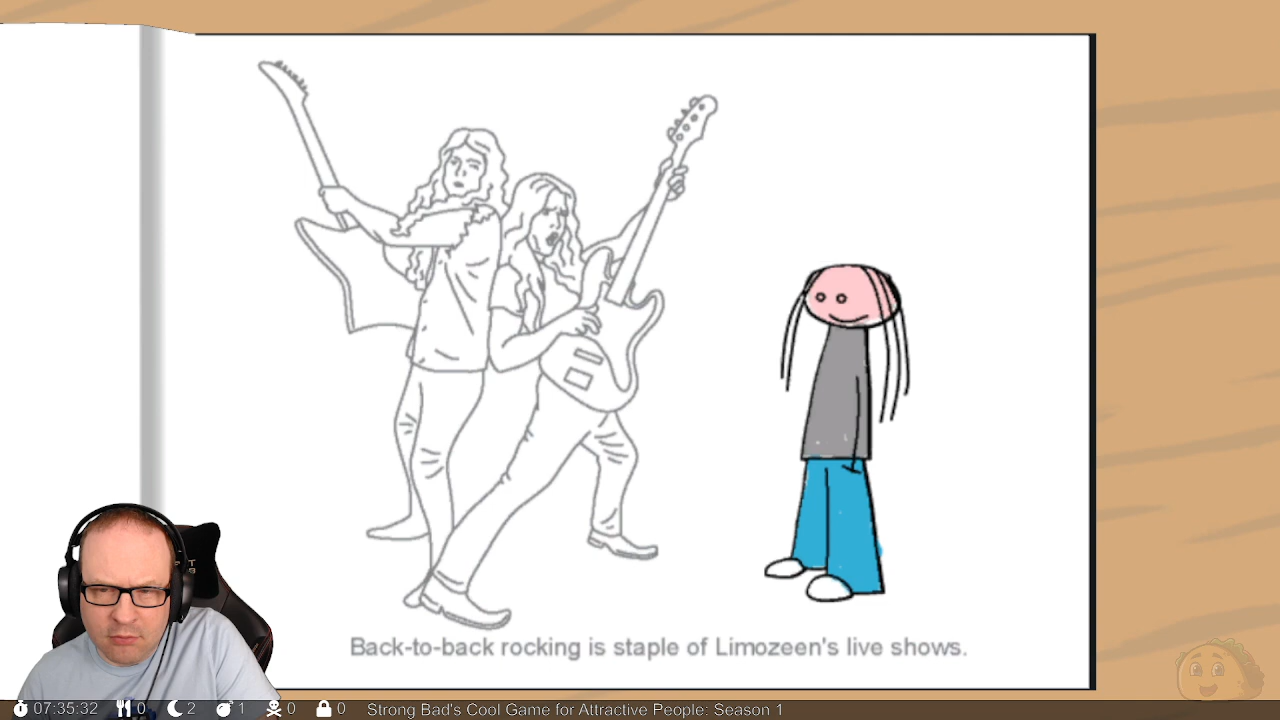 Back-to-back rocking is staple of Limozeen's live shows.
07:35:32 0 2 1 0 0 Strong Bad's Cool Game for Attractive People: Season 1